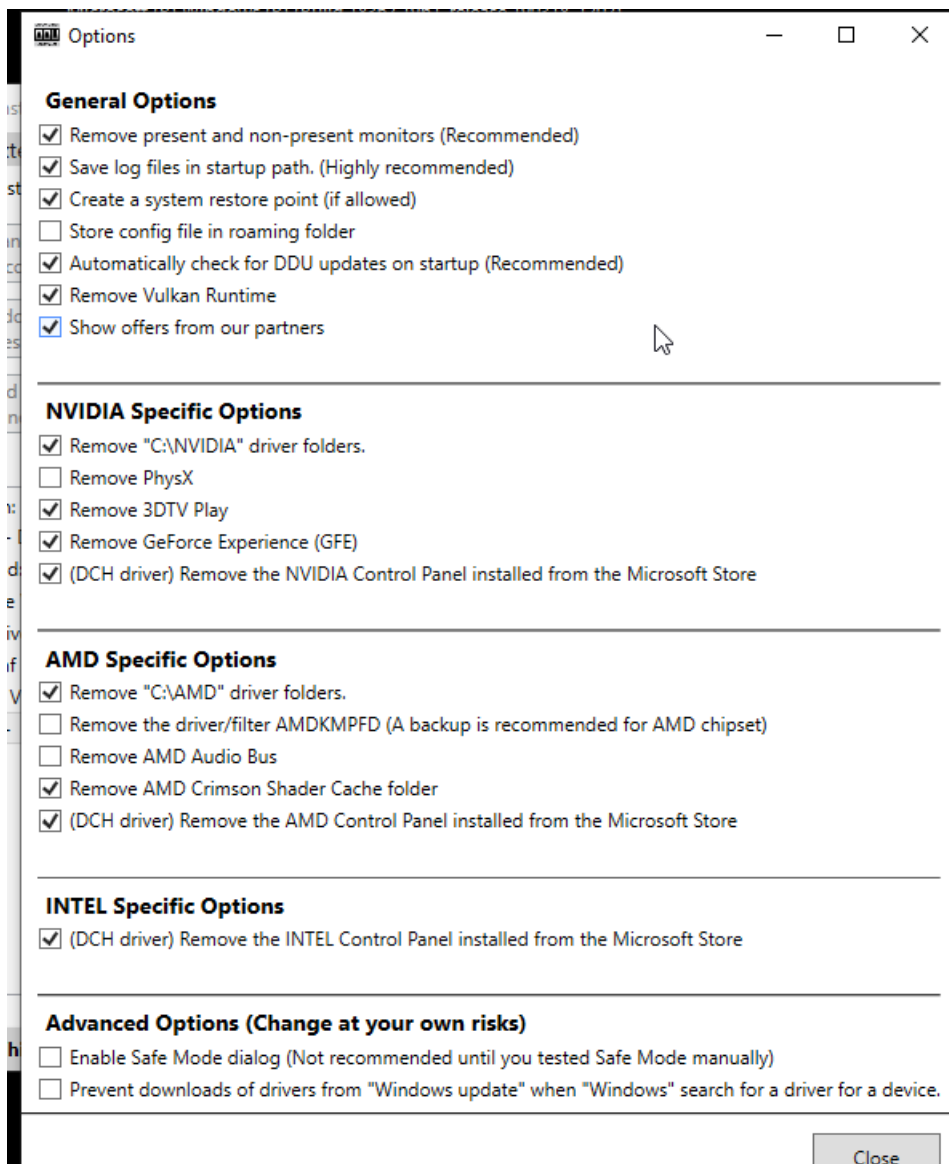 Options
General Options
Remove present and non-present monitors (Recommended)
Save log files in startup path. (Highly recommended)
Create a system restore point (if allowed)
Store config file in roaming folder
Automatically check for DDU updates on startup (Recommended)
Remove Vulkan Runtime
Show offers from our partners
NVIDIA Specific Options
Remove "C:\NVIDIA" driver folders.
Remove PhysX
Remove 3DTV Play
Remove GeForce Experience (GFE)
(DCH driver) Remove the NVIDIA Control Panel installed from the Microsoft Store
AMD Specific Options
Remove "C:\AMD" driver folders.
Remove the driver/filter AMDKMPFD (A backup is recommended for AMD chipset)
Remove AMD Audio Bus
Remove AMD Crimson Shader Cache folder
(DCH driver) Remove the AMD Control Panel installed from the Microsoft Store
INTEL Specific Options
(DCH driver) Remove the INTEL Control Panel installed from the Microsoft Store
Advanced Options (Change at your own risks)
Enable Safe Mode dialog (Not recommended until you tested Safe Mode manually)
Prevent downloads of drivers from "Windows update" when "Windows" search for a driver for a device.
Close